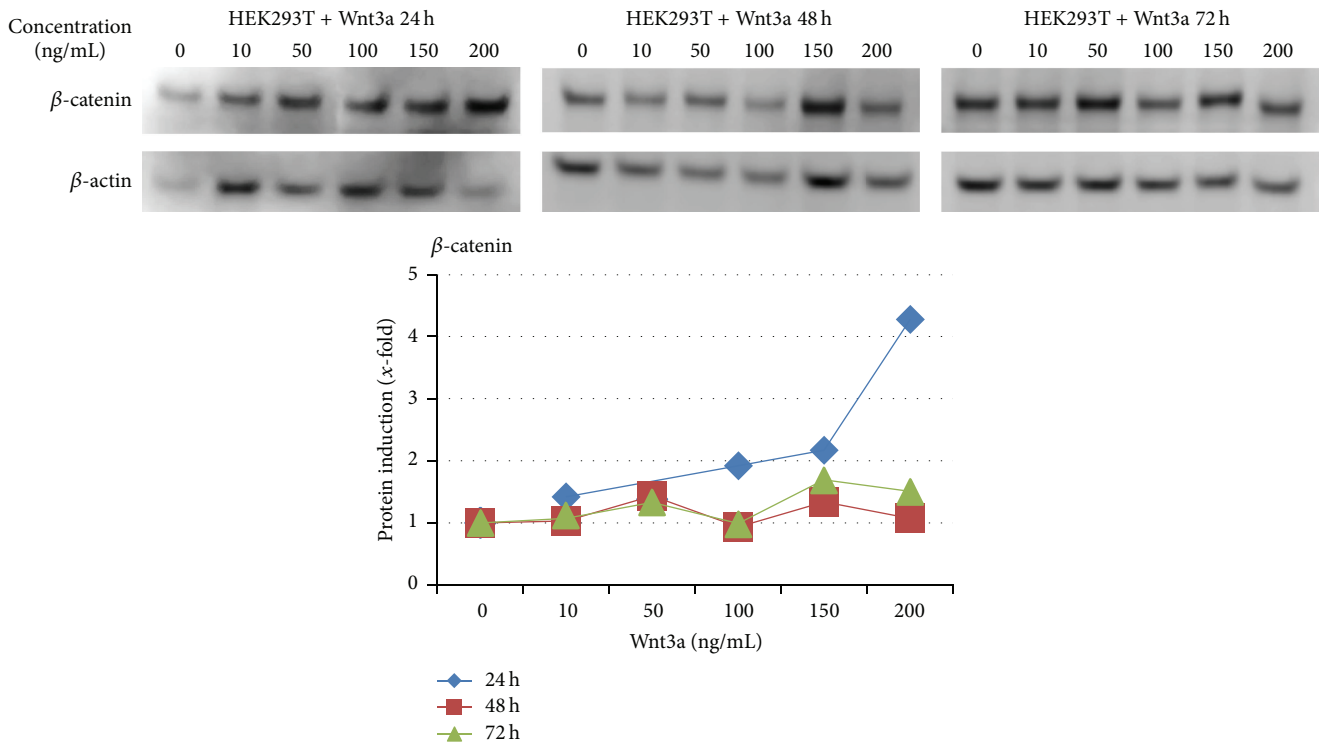 Concentration
(ng/mL)
HEK293T + Wnt3a 24 h
0 10 50 100 150 200
HEK293T + Wnt3a 48 h
0 10 50 100 150 200
HEK293T + Wnt3a 72 h
0 10 50 100 150 200
β-catenin
β-actin
β-catenin
Protein induction (x-fold)
5
4
3
2
1
0
0 10 50 100 150 200
Wnt3a (ng/mL)
24 h
48 h
72 h